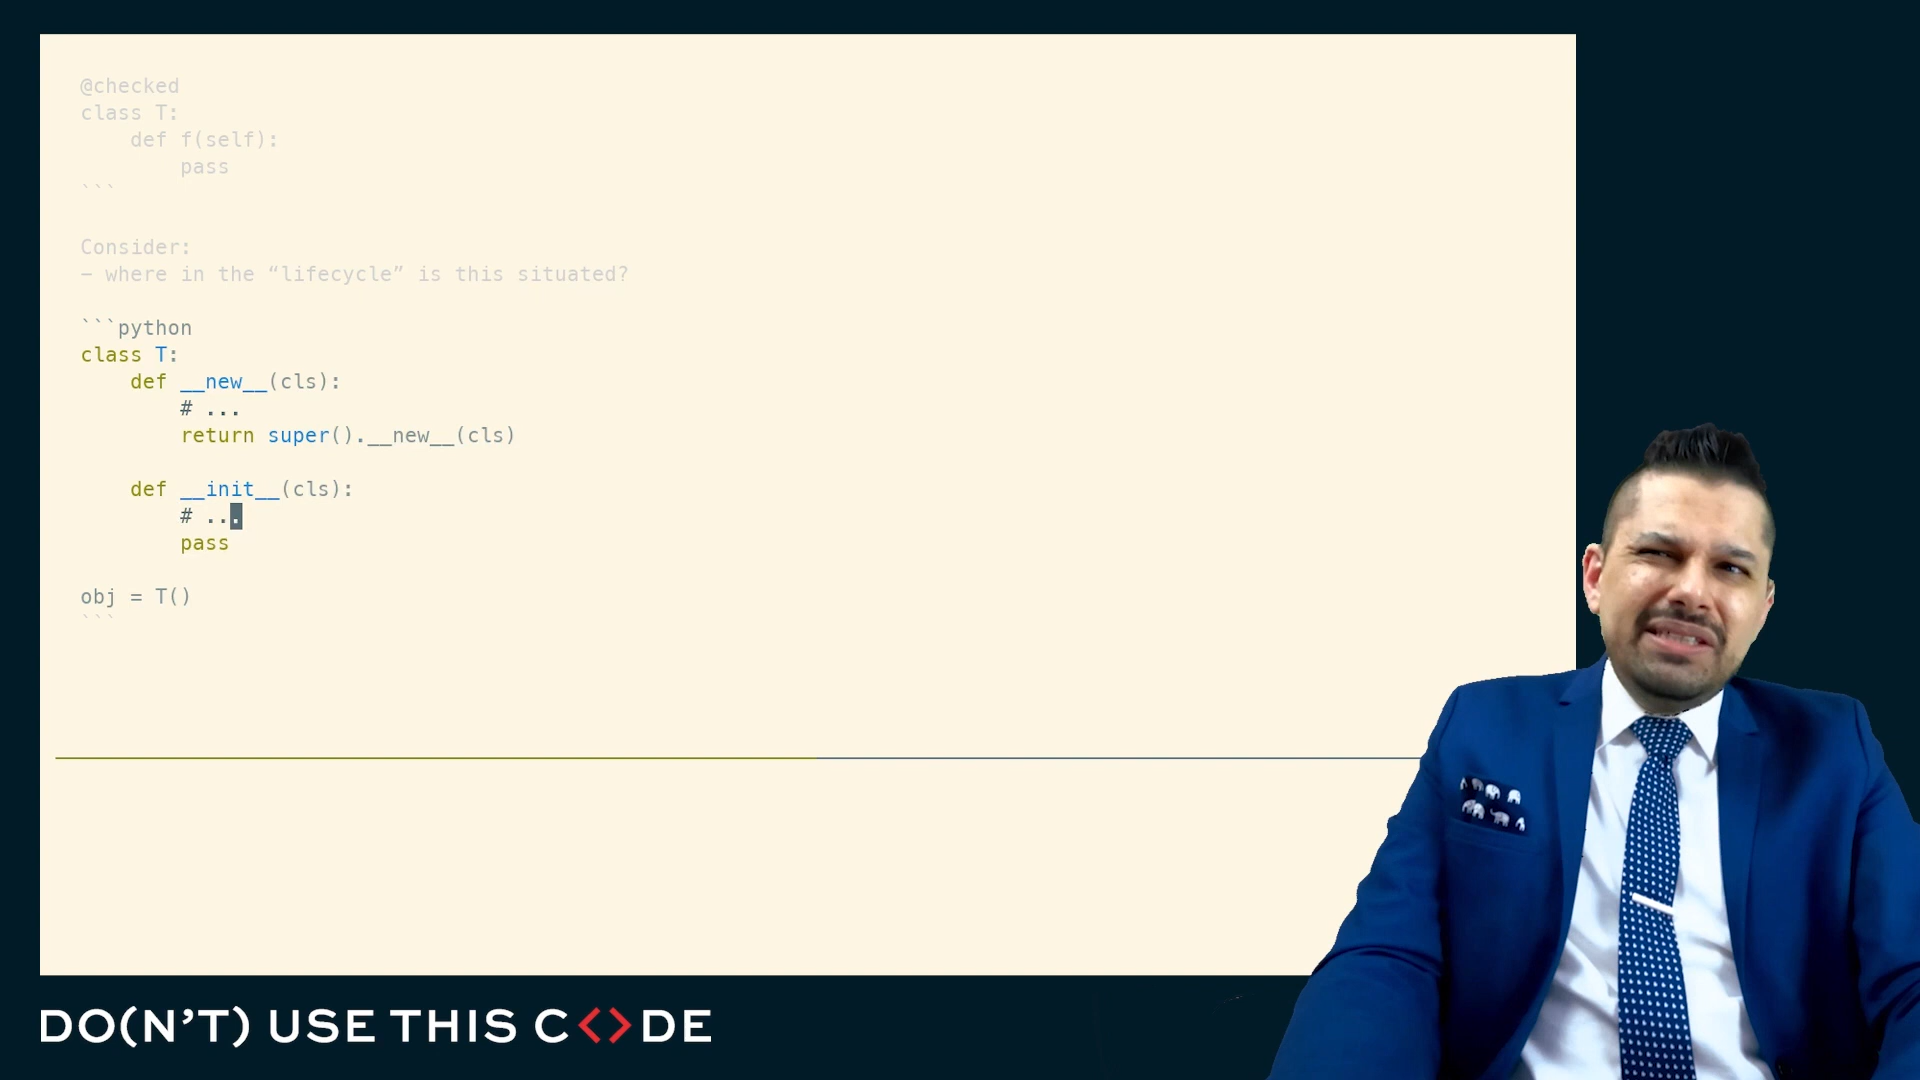 @checked
class T:
    def f(self):
        pass
```
Consider:
– where in the “lifecycle” is this situated?
```python
class T:
    def __new__(cls):
        # ...
        return super().__new__(cls)
    def __init__(cls):
        # ...
        pass
obj = T()
```
DO(N’T) USE THIS C<>DE